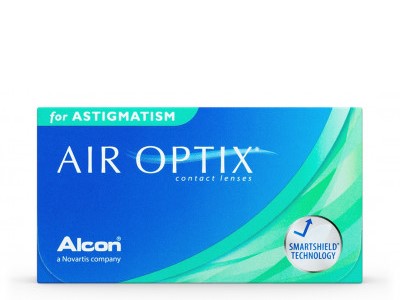 for ASTIGMATISM
AIR OPTIX®
contact lenses
Alcon®
a Novartis company
SMARTSHIELD®
TECHNOLOGY